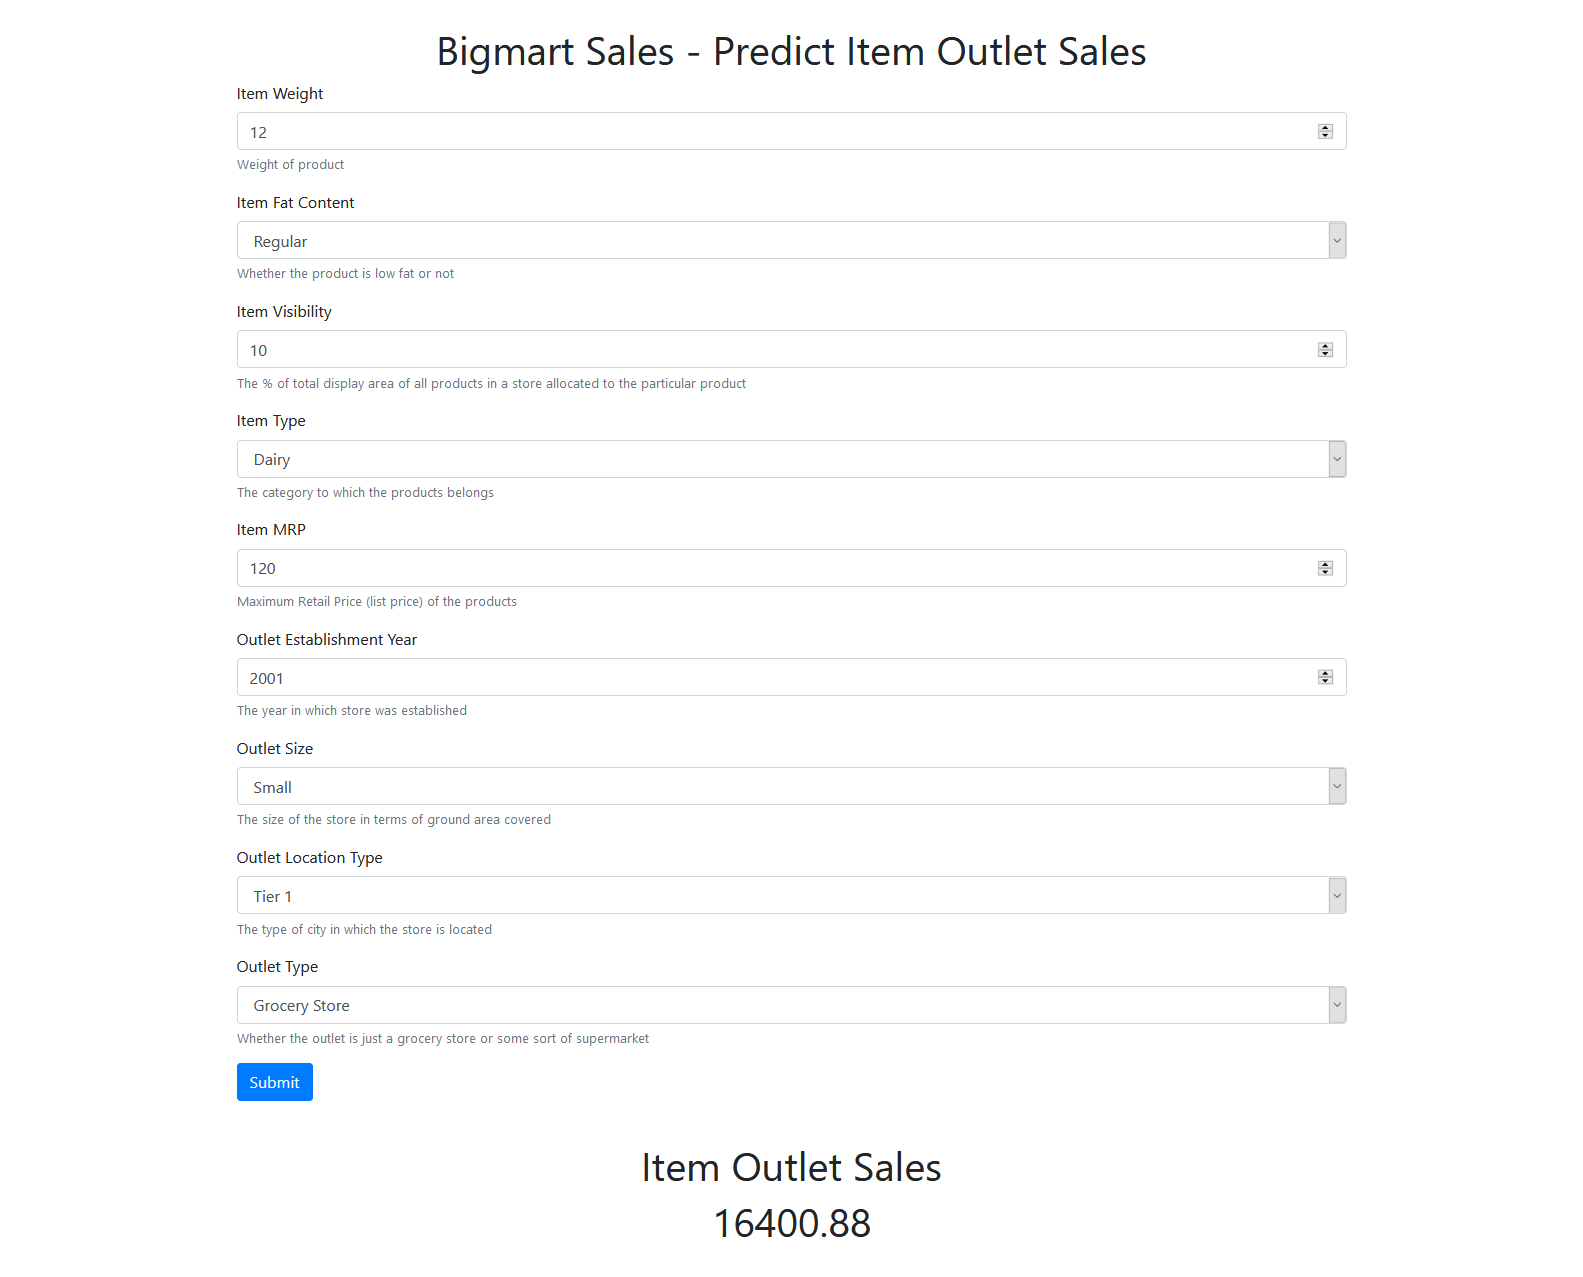 Bigmart Sales - Predict Item Outlet Sales
Item Weight
12
Weight of product
Item Fat Content
Regular
Whether the product is low fat or not
Item Visibility
10
The % of total display area of all products in a store allocated to the particular product
Item Type
Dairy
The category to which the products belongs
Item MRP
120
Maximum Retail Price (list price) of the products
Outlet Establishment Year
2001
The year in which store was established
Outlet Size
Small
The size of the store in terms of ground area covered
Outlet Location Type
Tier 1
The type of city in which the store is located
Outlet Type
Grocery Store
Whether the outlet is just a grocery store or some sort of supermarket
Submit
Item Outlet Sales
16400.88